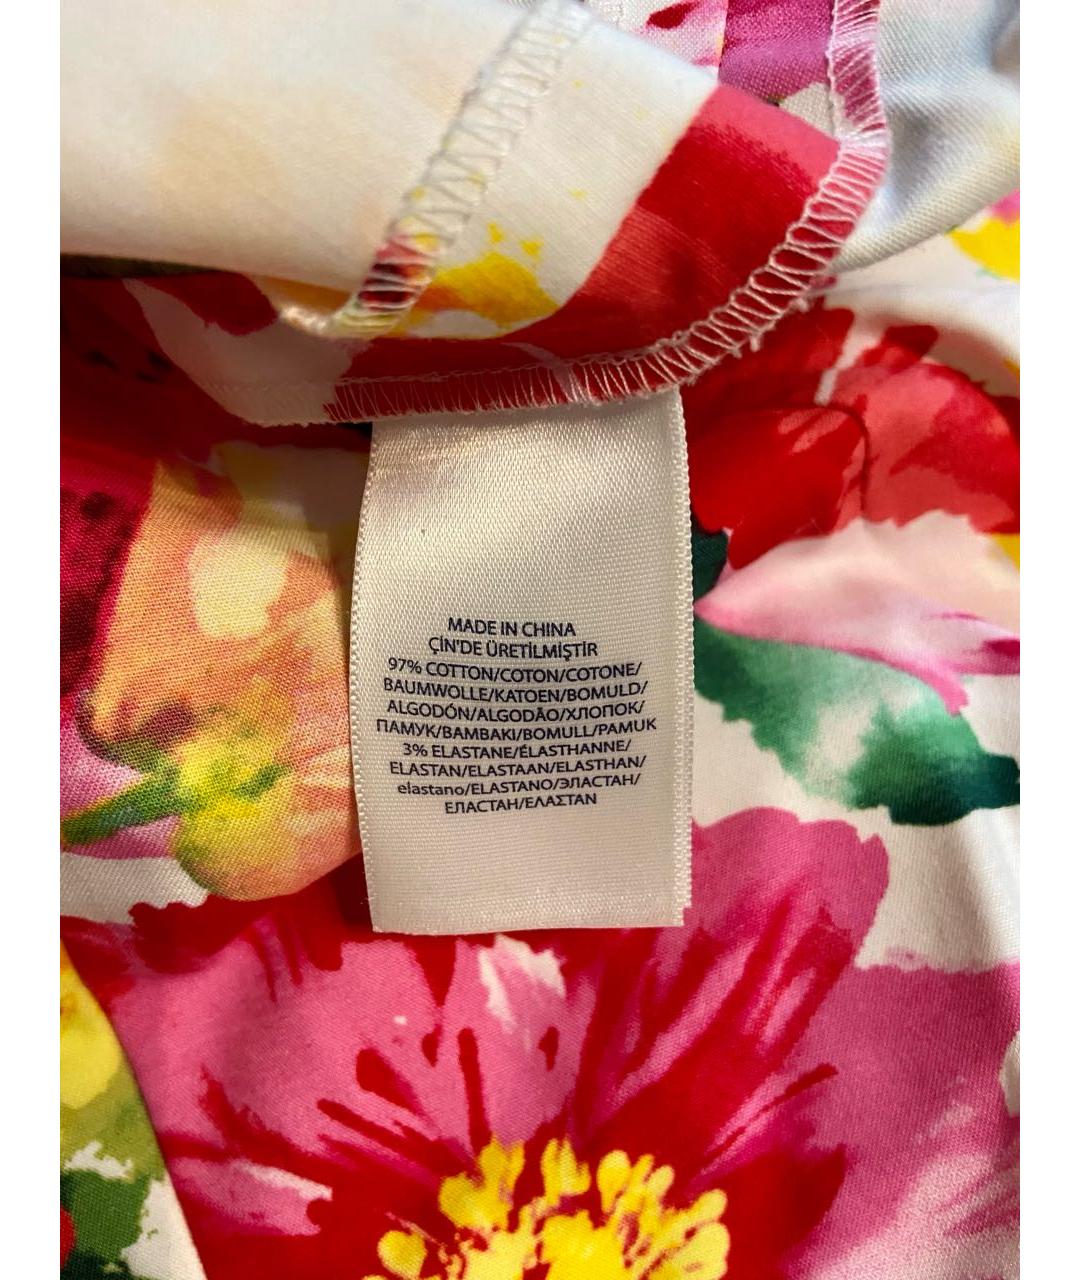 MADE IN CHINA
ÇİN'DE ÜRETİLMİŞTİR
97% COTTON/COTON/COTONE/
BAUMWOLLE/KATOEN/BOMULD/
ALGODÓN/ALGODÃO/ХЛОПОК/
ПАМУК/BAMBAKI/BOMULL/PAMUK
3% ELASTANE/ÉLASTHANNE/
ELASTAN/ELASTAAN/ELASTHAN/
elastano/ELASTANO/ЭЛАСТАН/
ЕЛАСТАН/ΕΛΑΣΤΑΝ